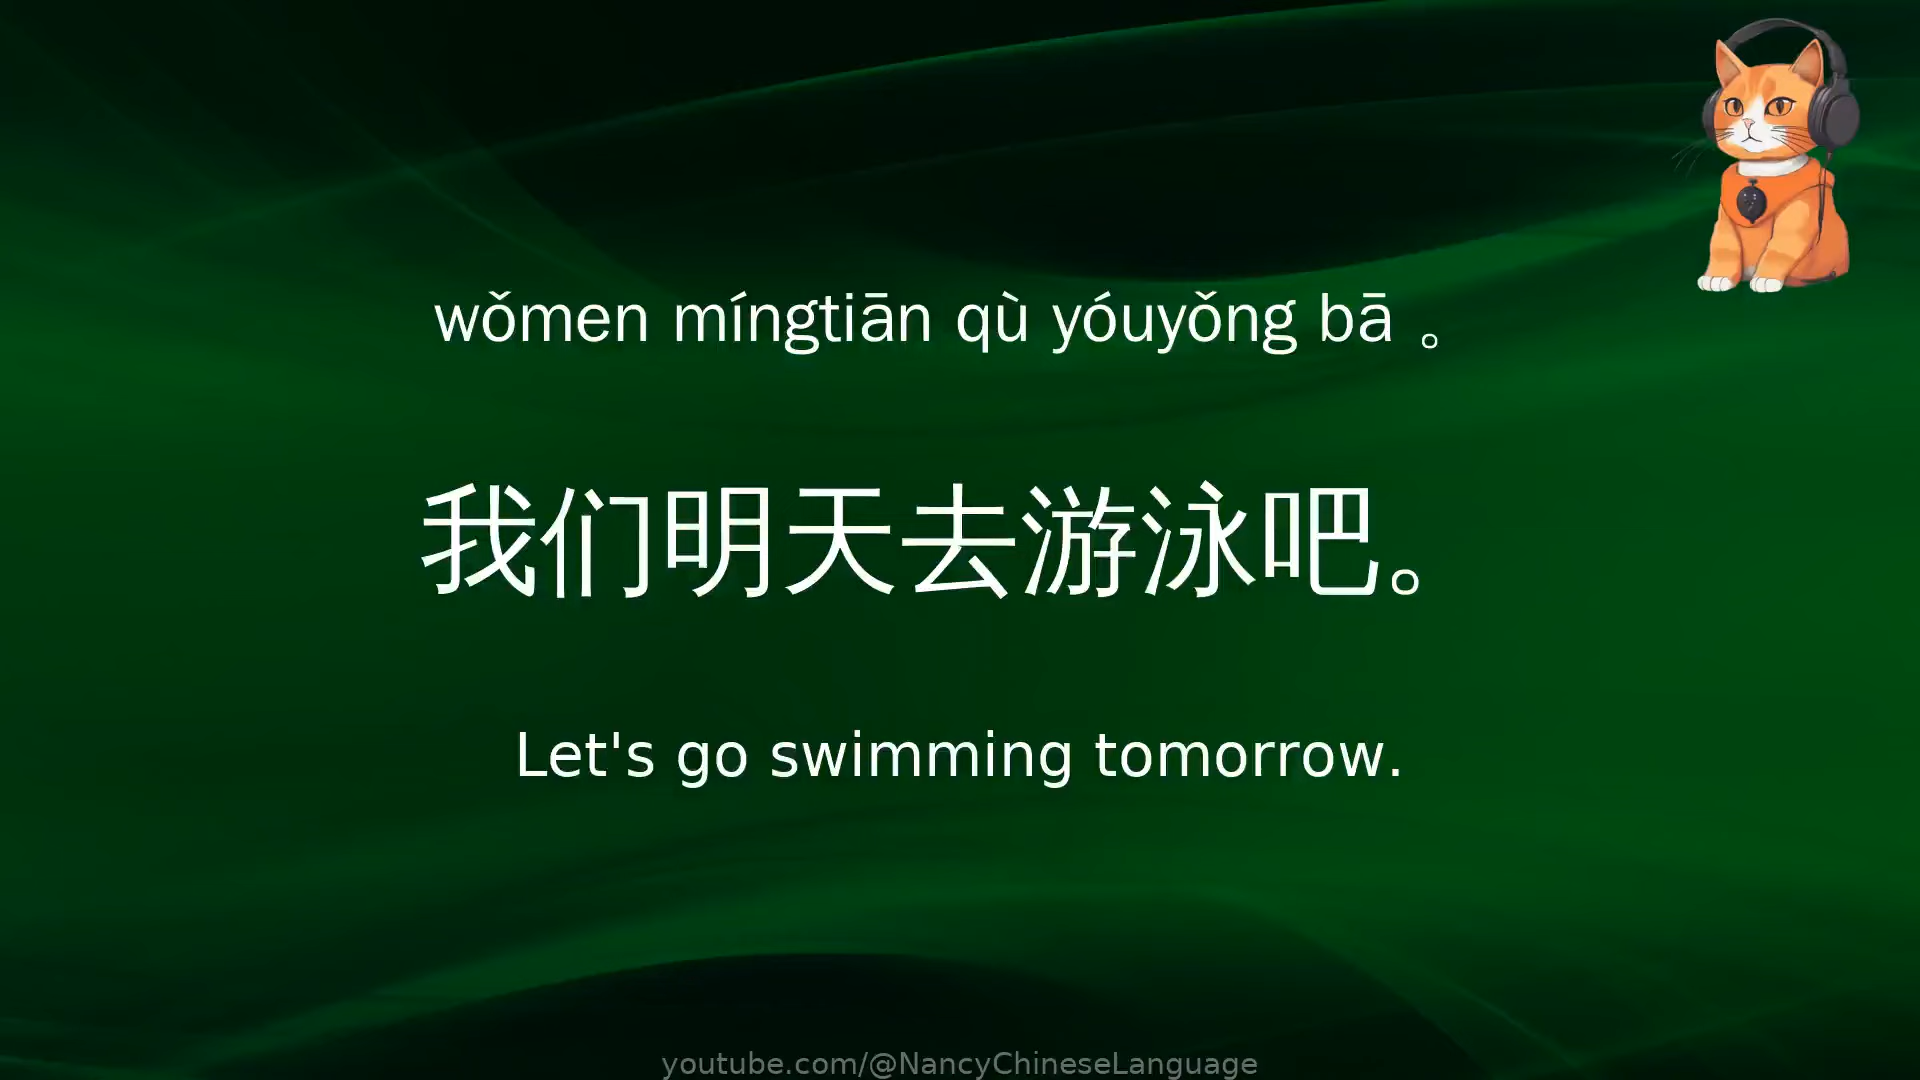 wǒmen míngtiān qù yóuyǒng bā 。
我们明天去游泳吧。
Let's go swimming tomorrow.
youtube.com/@NancyChineseLanguage